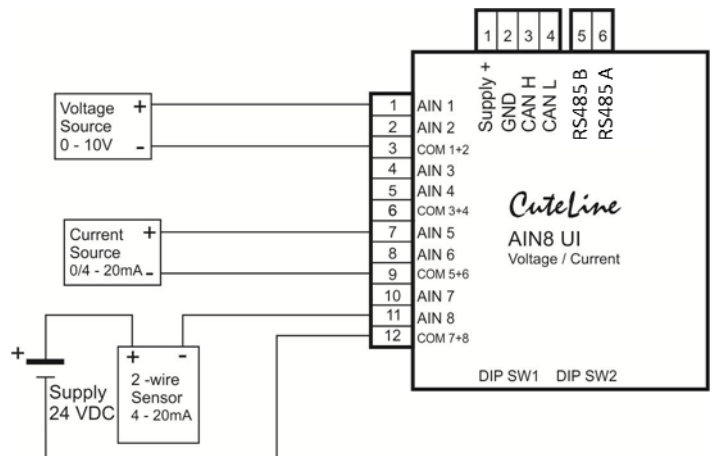 1 2 3 4 5 6
Supply +
GND
CAN H
CAN L
RS485 B
RS485 A
Voltage +
Source
0 - 10V -
1 AIN 1
2 AIN 2
3 COM 1+2
4 AIN 3
5 AIN 4
6 COM 3+4
7 AIN 5
8 AIN 6
9 COM 5+6
10 AIN 7
11 AIN 8
12 COM 7+8
CuteLine
AIN8 UI
Voltage / Current
Current +
Source
0/4 - 20mA -
+
Supply
24 VDC
+ -
2 -wire
Sensor
4 - 20mA
DIP SW1 DIP SW2